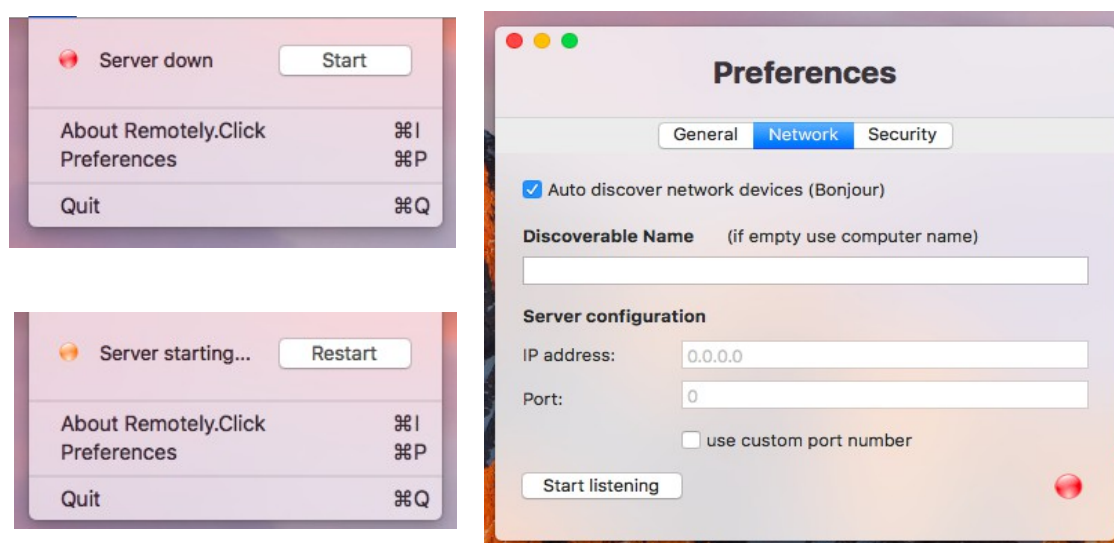 Server down Start
About Remotely.Click ⌘I
Preferences ⌘P
Quit ⌘Q
Server starting... Restart
About Remotely.Click ⌘I
Preferences ⌘P
Quit ⌘Q
Preferences
General Network Security
Auto discover network devices (Bonjour)
Discoverable Name (if empty use computer name)
Server configuration
IP address: 0.0.0.0
Port: 0
use custom port number
Start listening